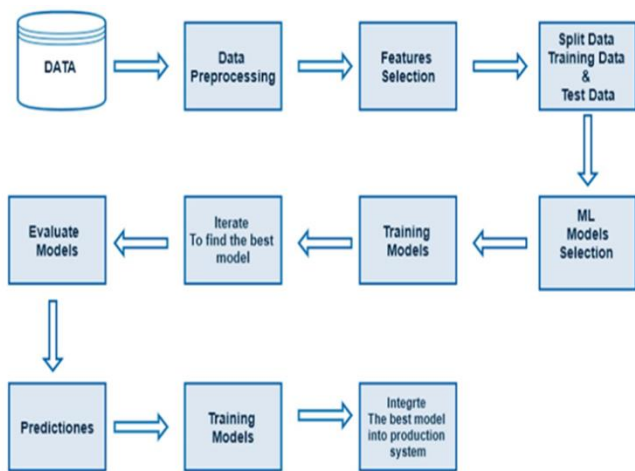 DATA
Data
Preprocessing
Features
Selection
Split Data
Training Data
&
Test Data
ML
Models
Selection
Training
Models
Iterate
To find the best
model
Evaluate
Models
Predictiones
Training
Models
Integrte
The best model
into production
system